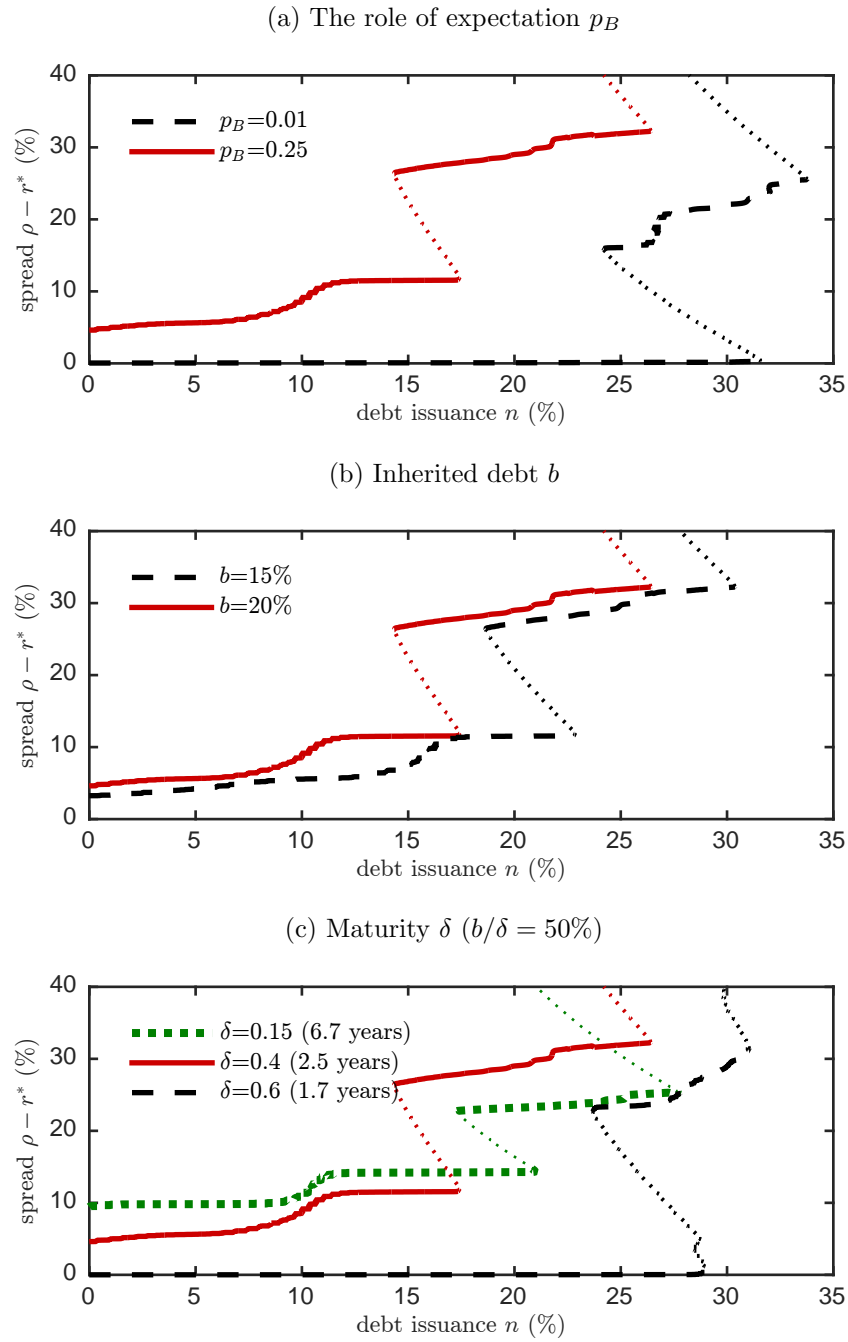 (a) The role of expectation p_B
40
30
20
10
0
spread ρ − r* (%)
p_B=0.01
p_B=0.25
0 5 10 15 20 25 30 35
debt issuance n (%)
(b) Inherited debt b
40
30
20
10
0
spread ρ − r* (%)
b=15%
b=20%
0 5 10 15 20 25 30 35
debt issuance n (%)
(c) Maturity δ (b/δ = 50%)
40
30
20
10
0
spread ρ − r* (%)
δ=0.15 (6.7 years)
δ=0.4 (2.5 years)
δ=0.6 (1.7 years)
0 5 10 15 20 25 30 35
debt issuance n (%)